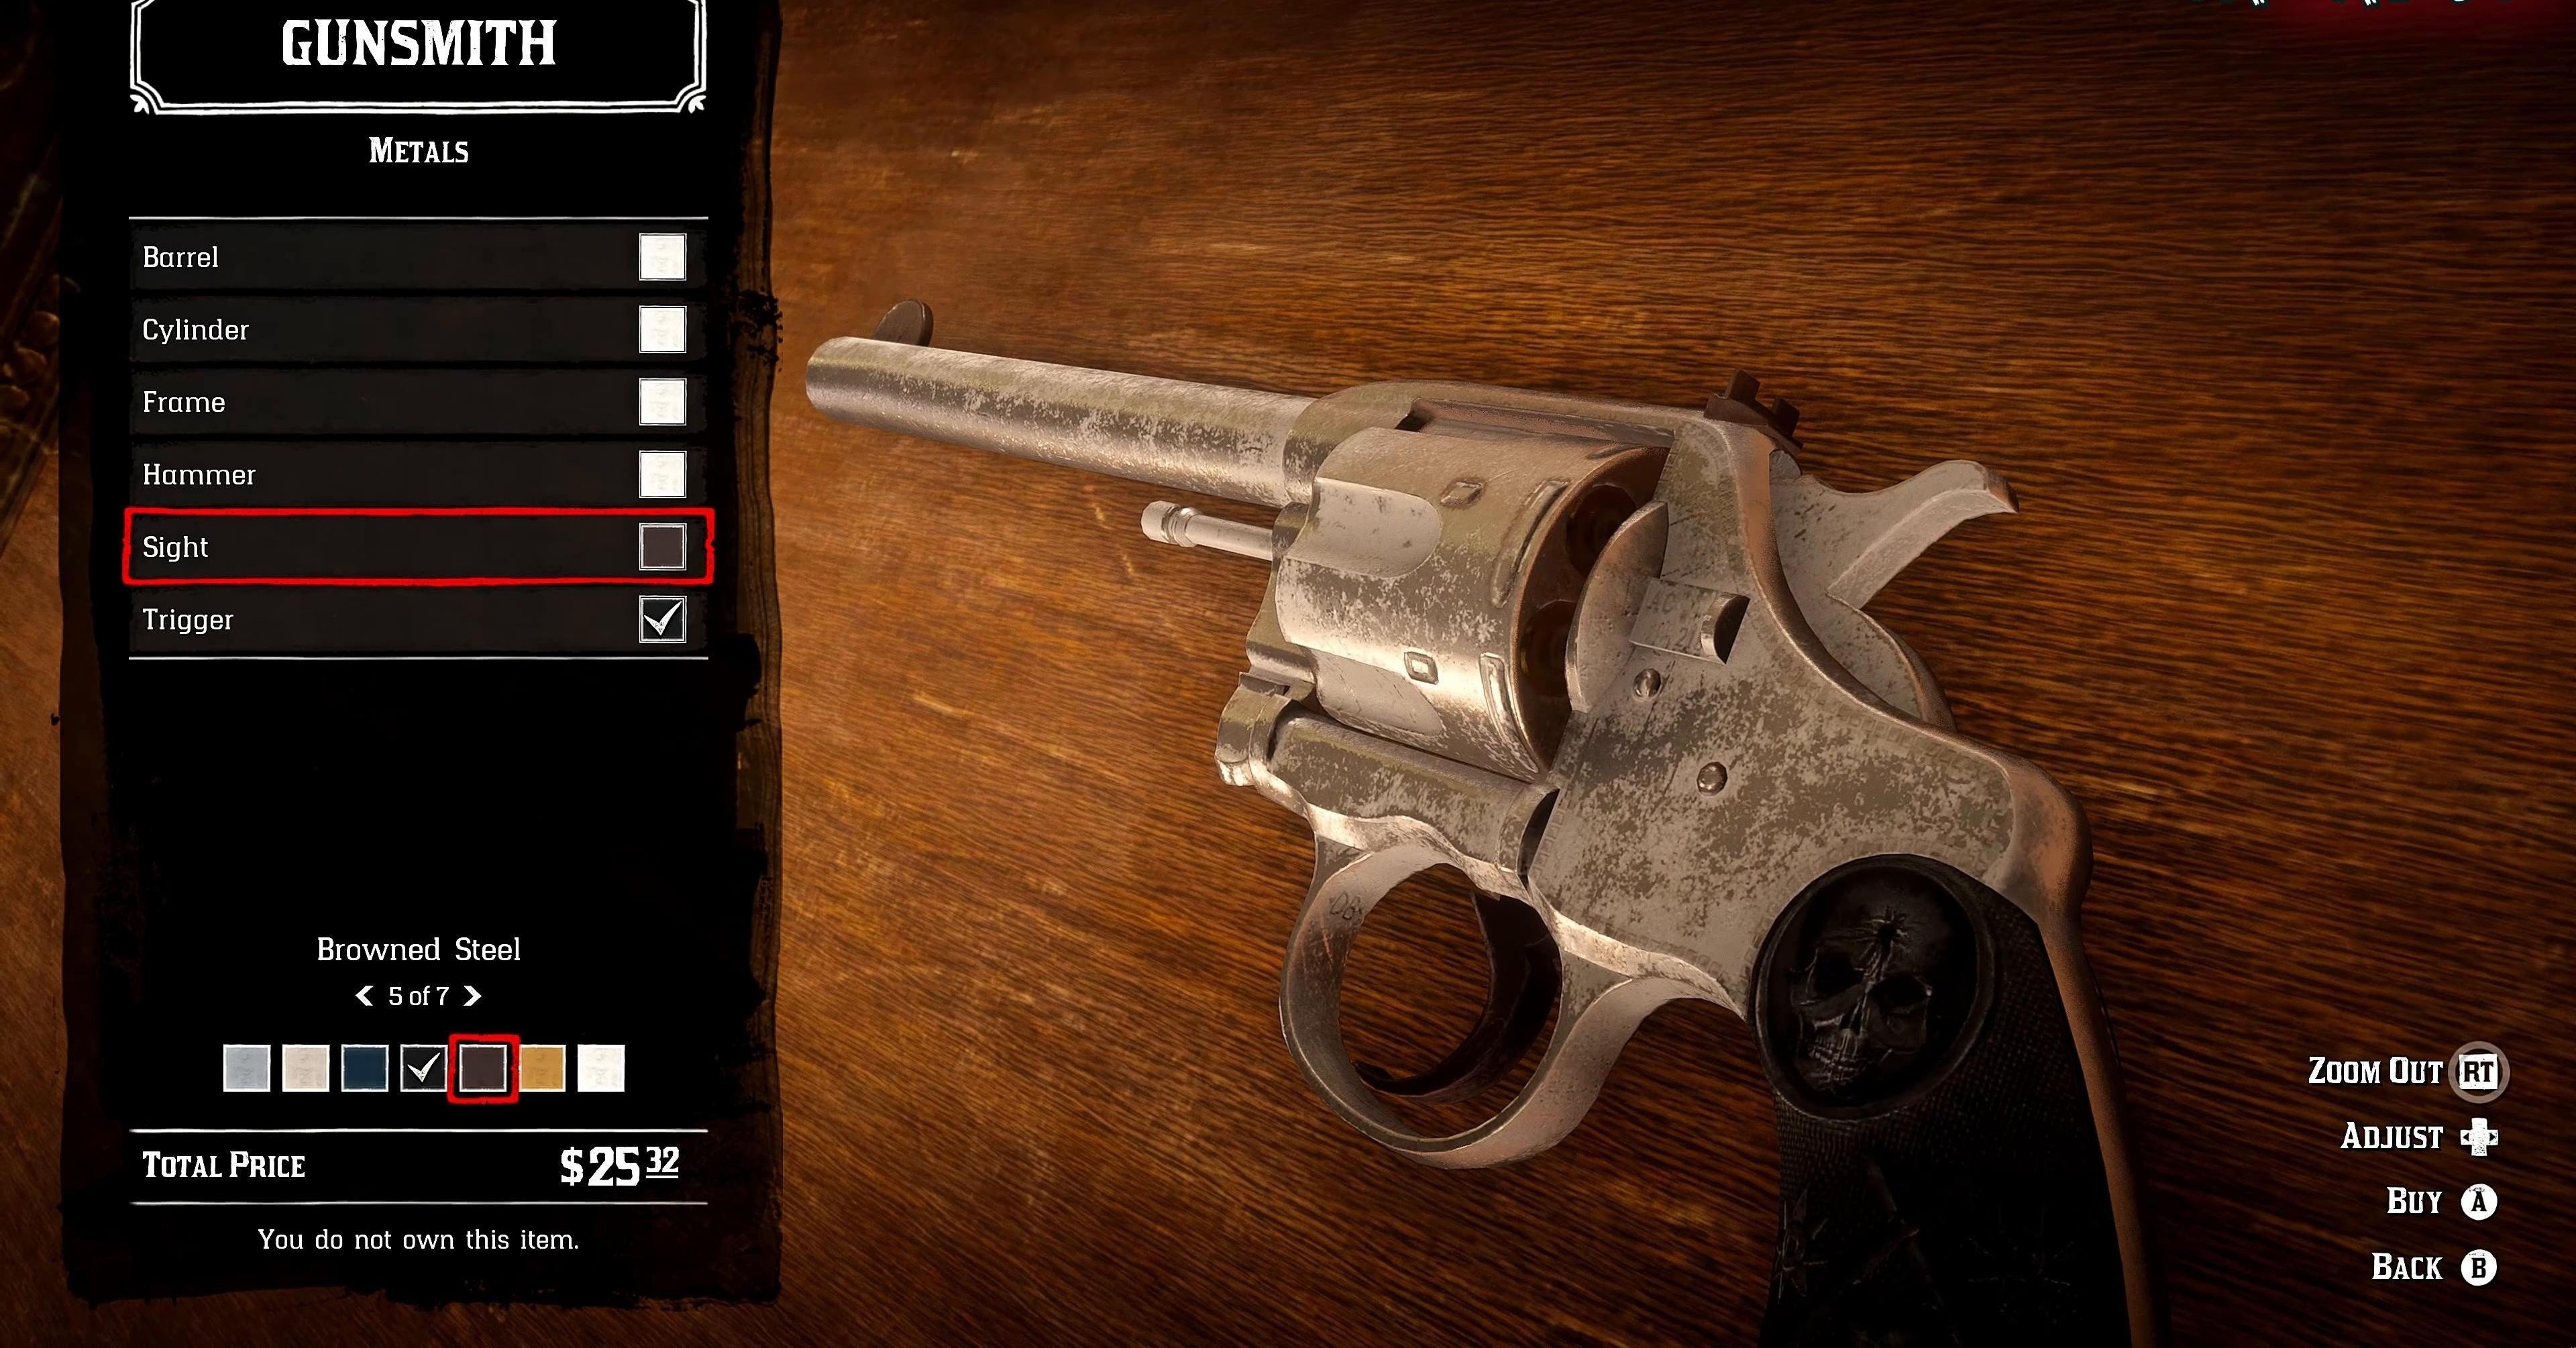 GUNSMITH
METALS
Barrel
Cylinder
Frame
Hammer
Sight
Trigger
Browned Steel
5 of 7
TOTAL PRICE $25 32
You do not own this item.
ZOOM OUT RT
ADJUST
BUY A
BACK B